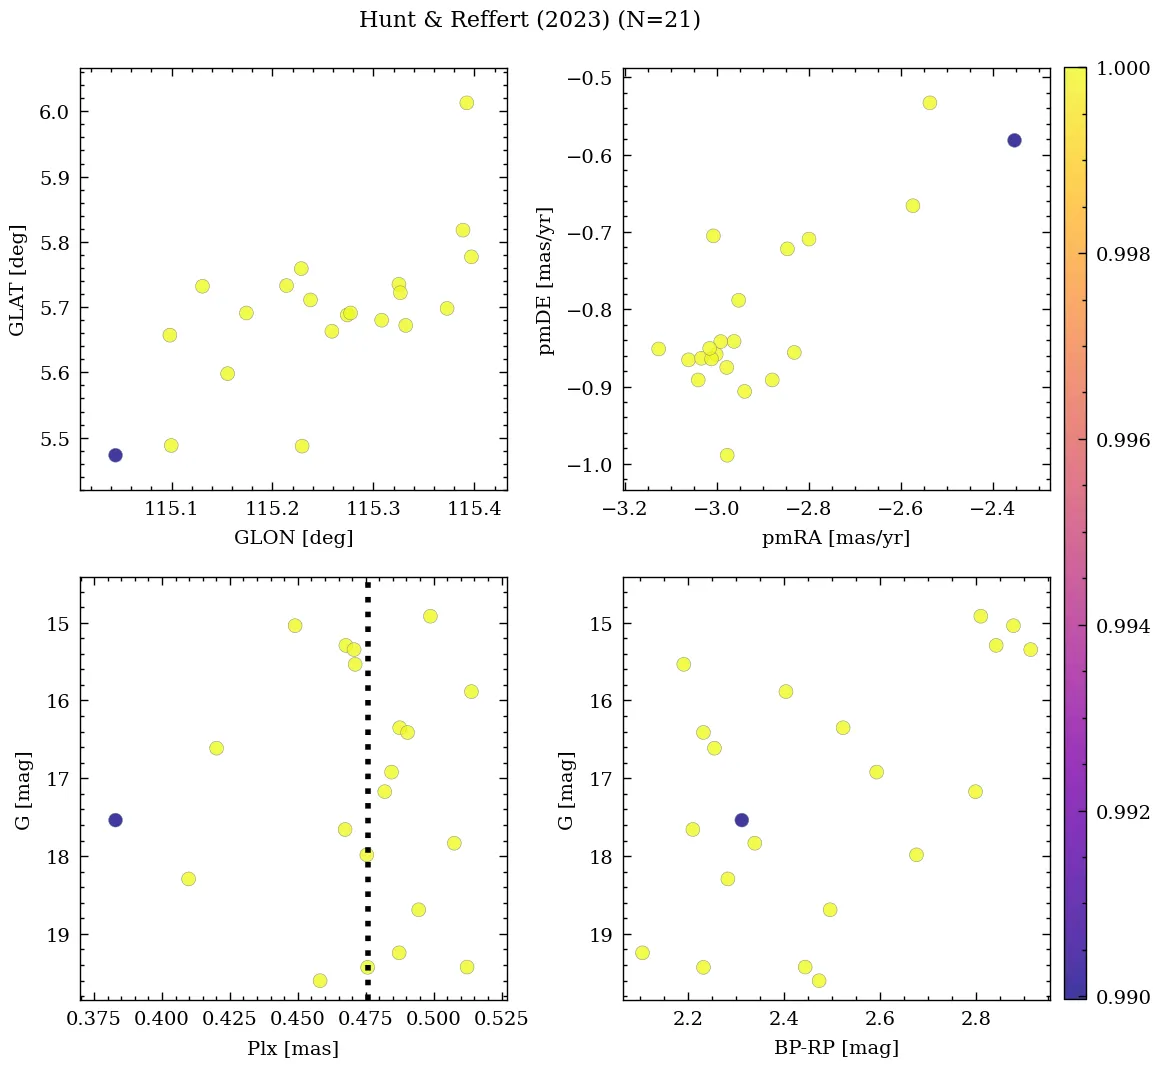 Hunt & Reffert (2023) (N=21)
6.0
5.9
5.8
5.7
5.6
5.5
GLAT [deg]
115.1 115.2 115.3 115.4
GLON [deg]
−0.5
−0.6
−0.7
−0.8
−0.9
−1.0
pmDE [mas/yr]
−3.2 −3.0 −2.8 −2.6 −2.4
pmRA [mas/yr]
15
16
17
18
19
G [mag]
0.375 0.400 0.425 0.450 0.475 0.500 0.525
Plx [mas]
15
16
17
18
19
G [mag]
2.2 2.4 2.6 2.8
BP-RP [mag]
1.000
0.998
0.996
0.994
0.992
0.990